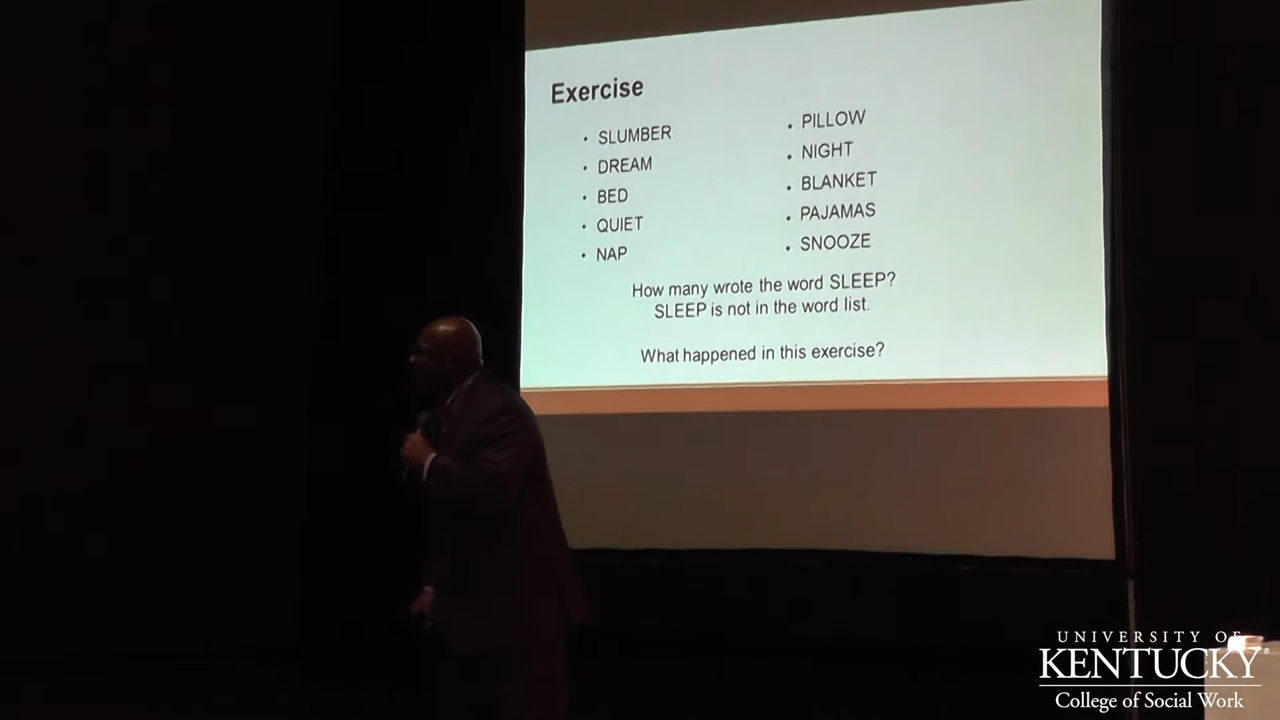 Exercise
• SLUMBER
• DREAM
• BED
• QUIET
• NAP
• PILLOW
• NIGHT
• BLANKET
• PAJAMAS
• SNOOZE
How many wrote the word SLEEP?
SLEEP is not in the word list.
What happened in this exercise?
UNIVERSITY OF
KENTUCKY®
College of Social Work